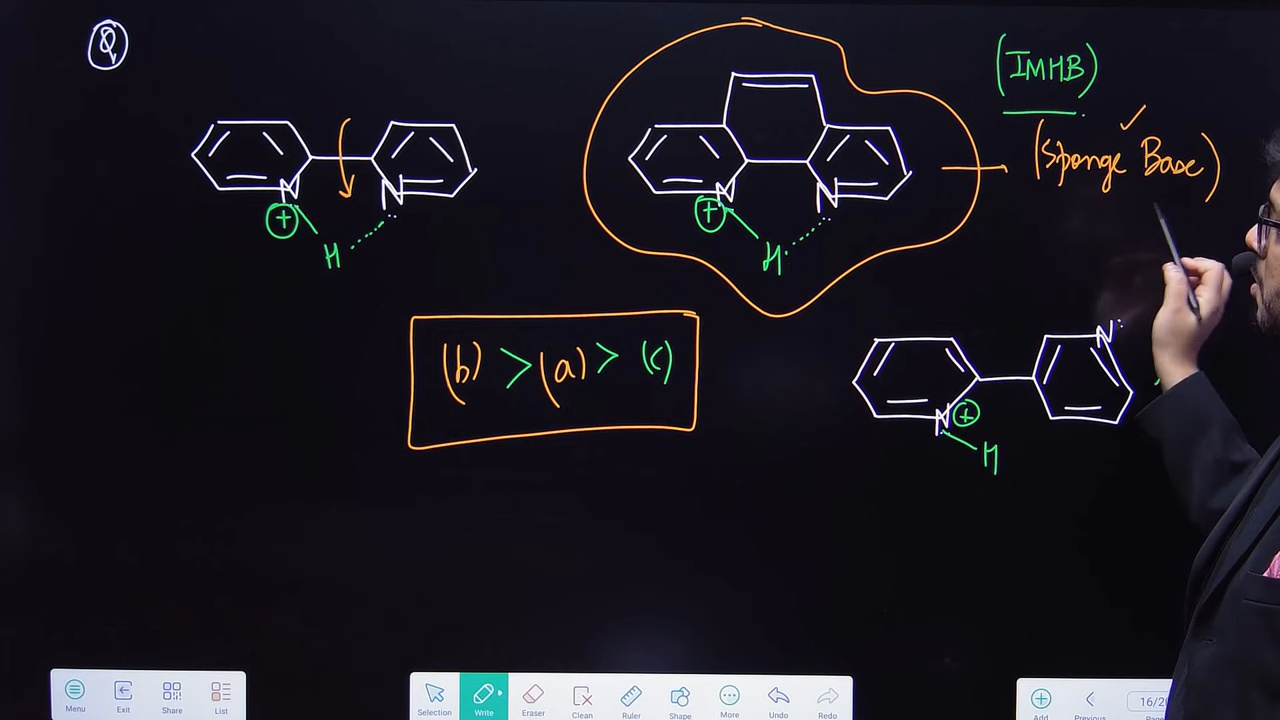 Q
(IMHB)
(Sponge Base)
N
N
⊕
H
N
N
⊕
H
(b) > (a) > (c)
N
N
⊕
H
Menu
Exit
Share
List
Selection
Write
Eraser
Clean
Ruler
Shape
More
Undo
Redo
Add
Previous